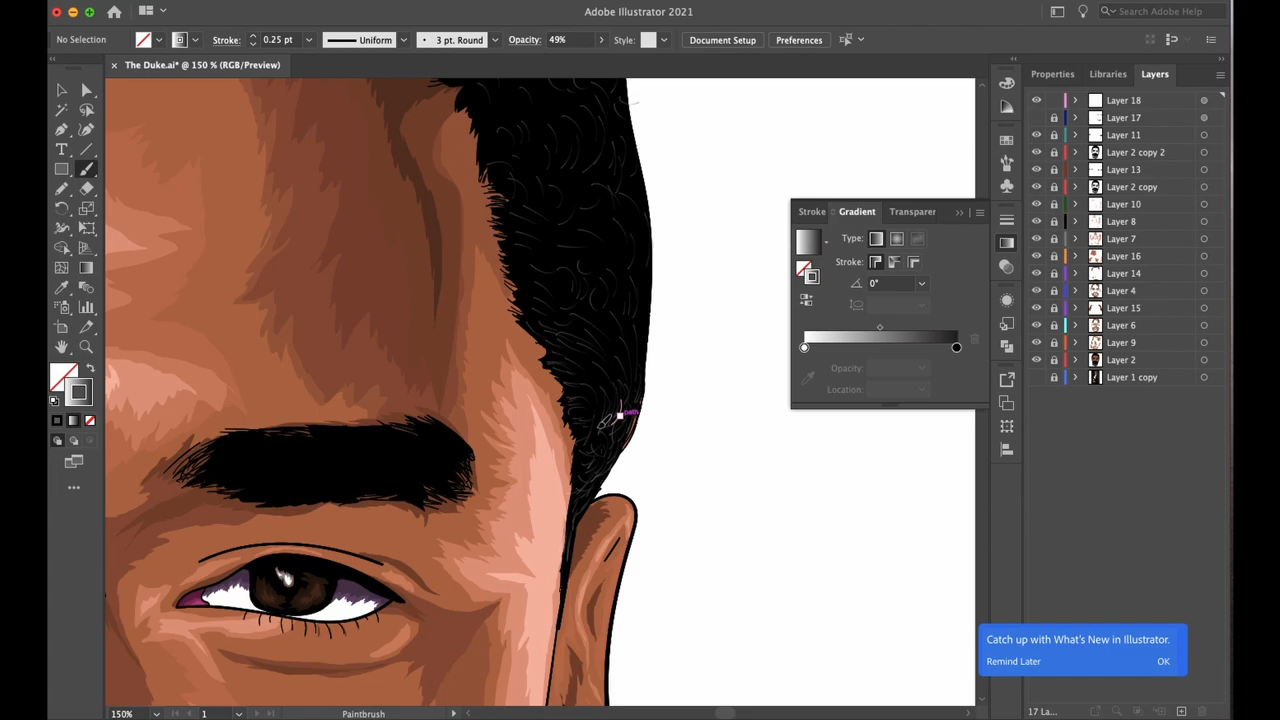 Adobe Illustrator 2021
Search Adobe Help
No Selection
Stroke:
0.25 pt
Uniform
3 pt. Round
Opacity:
49%
Style:
Document Setup
Preferences
× The Duke.ai* @ 150 % (RGB/Preview)
Properties
Libraries
Layers
Layer 18
Layer 17
Layer 11
Layer 2 copy 2
Layer 13
Layer 2 copy
Layer 10
Layer 8
Layer 7
Layer 16
Layer 14
Layer 4
Layer 15
Layer 6
Layer 9
Layer 2
Layer 1 copy
Stroke
Gradient
Transparer
Type:
Stroke:
0°
Opacity:
Location:
path
Catch up with What's New in Illustrator.
Remind Later
OK
150%
1
Paintbrush
17 La...